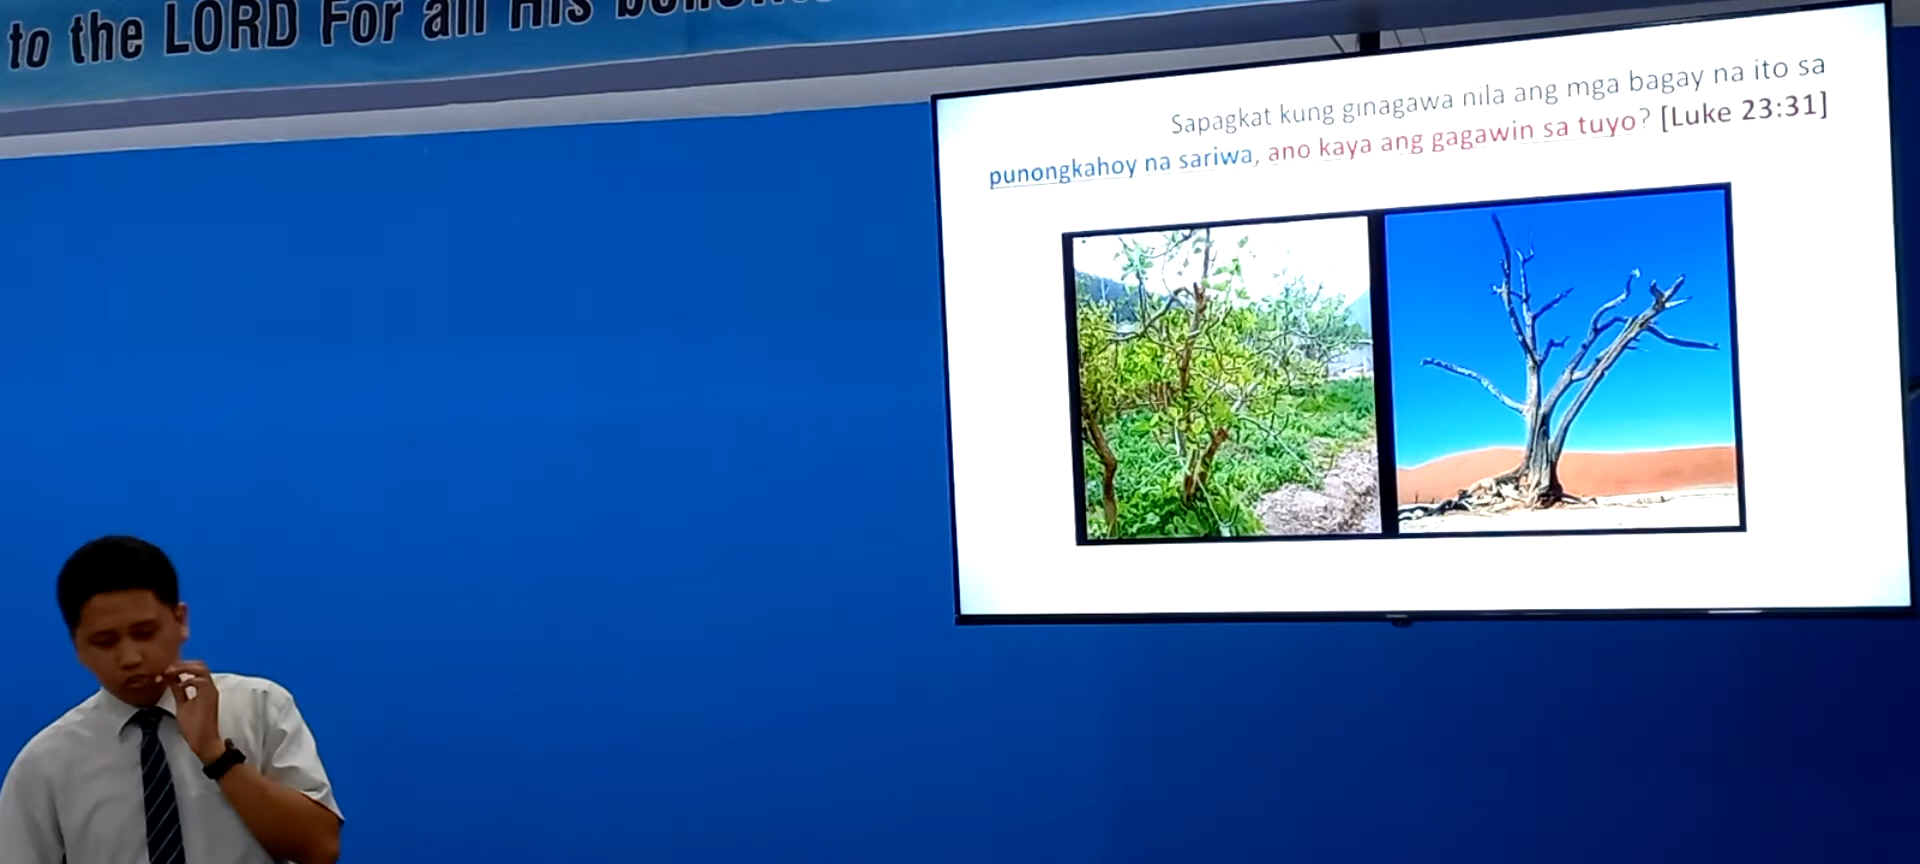 to the LORD For all His
Sapagkat kung ginagawa nila ang mga bagay na ito sa
punongkahoy na sariwa, ano kaya ang gagawin sa tuyo? [Luke 23:31]